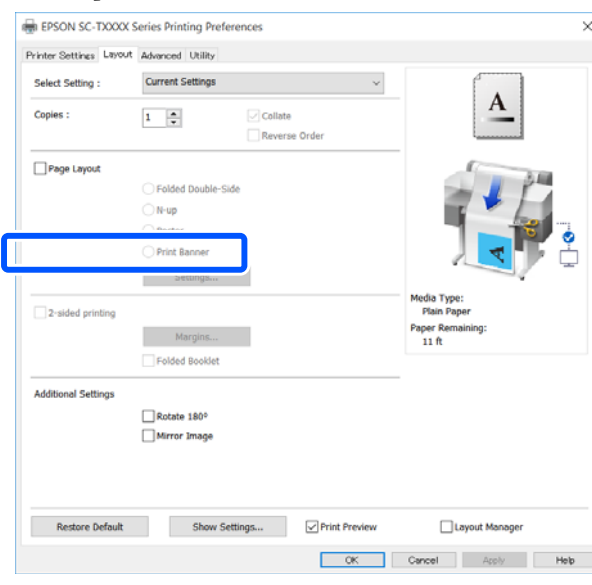 EPSON SC-TXXXX Series Printing Preferences
Printer Settings Layout Advanced Utility
Select Setting : Current Settings
Copies : 1 Collate
Reverse Order
A
Page Layout
Folded Double-Side
N-up
Print Banner
Settings...
A
2-sided printing
Margins...
Folded Booklet
Media Type:
Plain Paper
Paper Remaining:
11 ft
Additional Settings
Rotate 180º
Mirror Image
Restore Default Show Settings... Print Preview Layout Manager
OK Cancel Apply Help